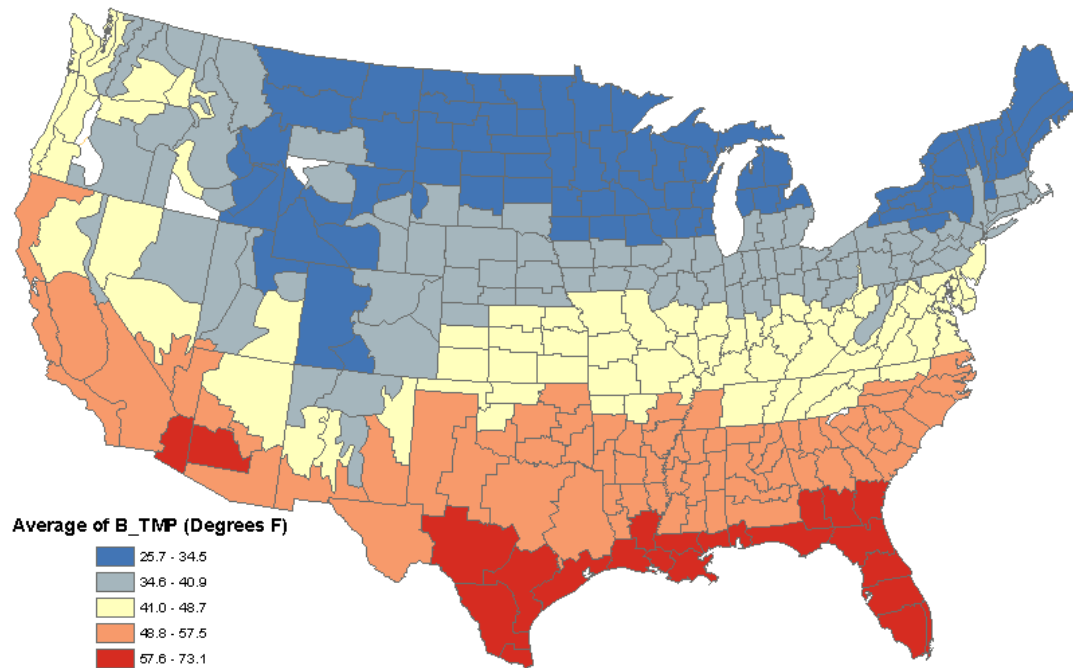 Average of B_TMP (Degrees F)
25.7 - 34.5
34.6 - 40.9
41.0 - 48.7
48.8 - 57.5
57.6 - 73.1